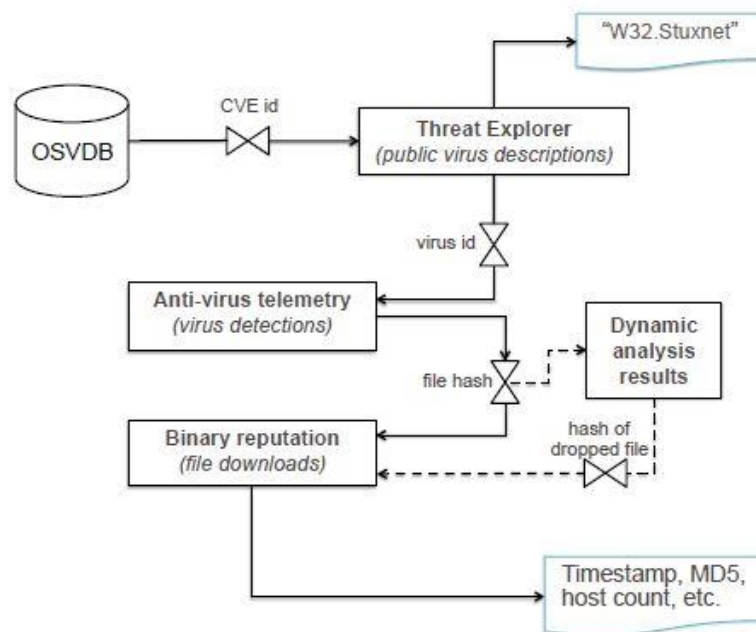 “W32.Stuxnet”
CVE id
OSVDB
Threat Explorer
(public virus descriptions)
virus id
Anti-virus telemetry
(virus detections)
Dynamic
analysis
results
file hash
Binary reputation
(file downloads)
hash of
dropped file
Timestamp, MD5,
host count, etc.